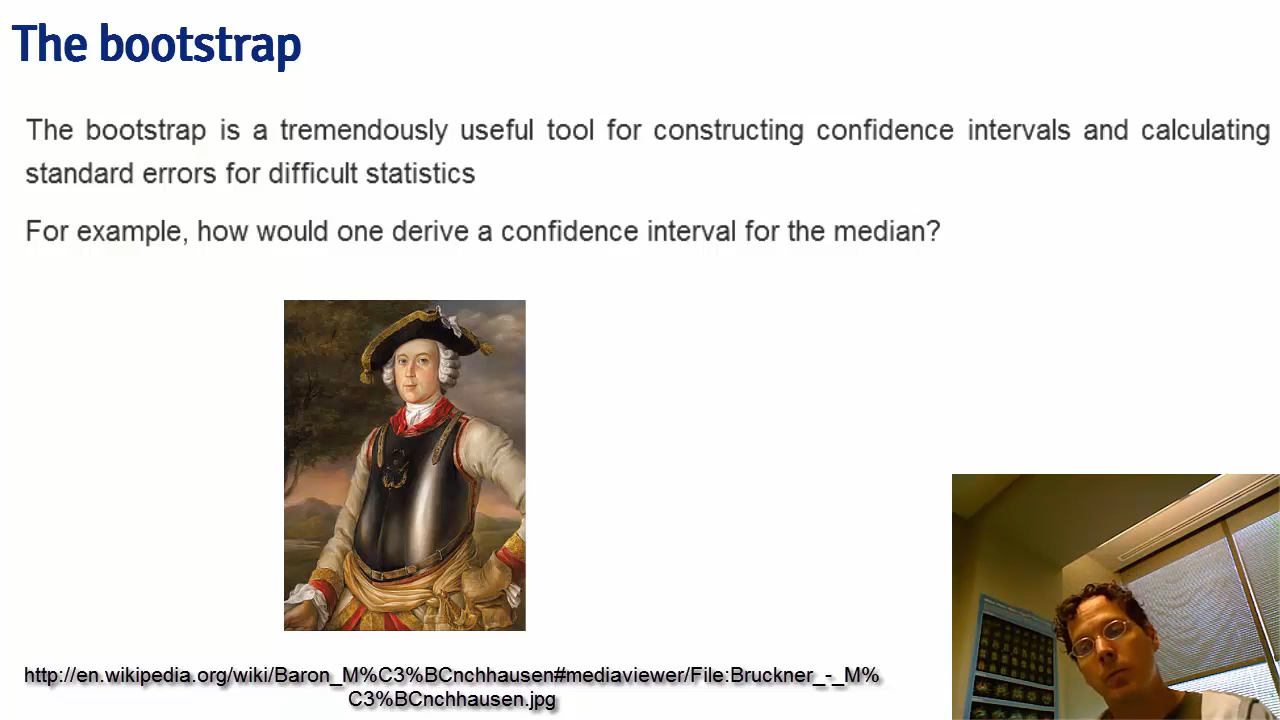 The bootstrap
The bootstrap is a tremendously useful tool for constructing confidence intervals and calculating
standard errors for difficult statistics
For example, how would one derive a confidence interval for the median?
http://en.wikipedia.org/wiki/Baron_M%C3%BCnchhausen#mediaviewer/File:Bruckner_-_M%
C3%BCnchhausen.jpg